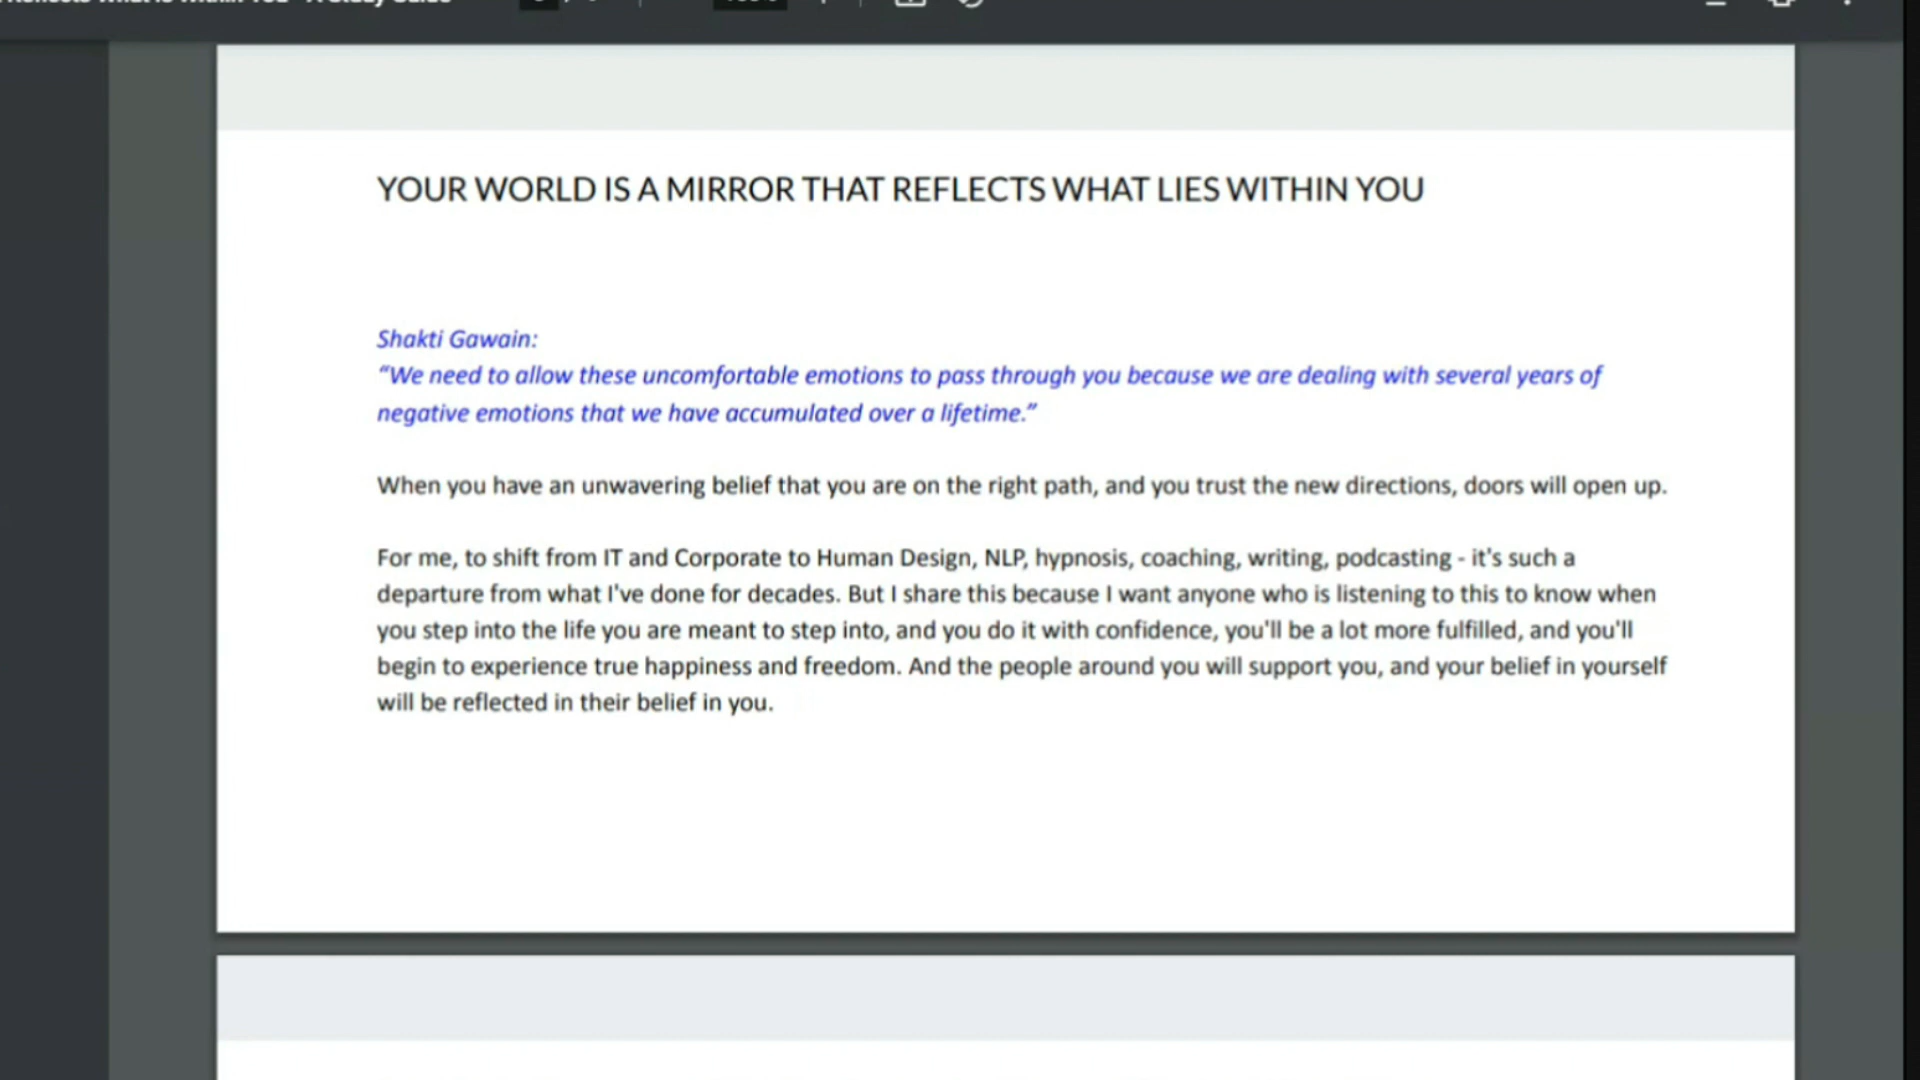 YOUR WORLD IS A MIRROR THAT REFLECTS WHAT LIES WITHIN YOU
Shakti Gawain:
“We need to allow these uncomfortable emotions to pass through you because we are dealing with several years of
negative emotions that we have accumulated over a lifetime.”
When you have an unwavering belief that you are on the right path, and you trust the new directions, doors will open up.
For me, to shift from IT and Corporate to Human Design, NLP, hypnosis, coaching, writing, podcasting - it's such a
departure from what I've done for decades. But I share this because I want anyone who is listening to this to know when
you step into the life you are meant to step into, and you do it with confidence, you'll be a lot more fulfilled, and you'll
begin to experience true happiness and freedom. And the people around you will support you, and your belief in yourself
will be reflected in their belief in you.